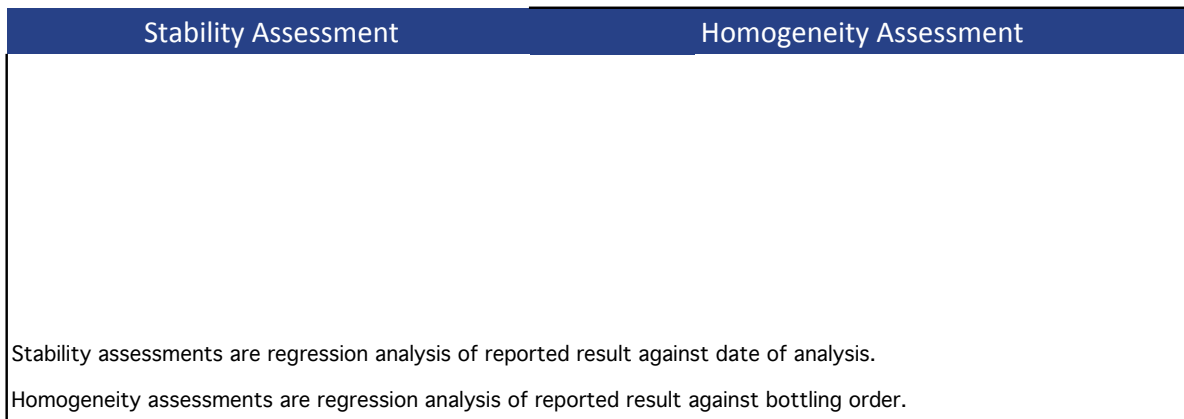 Stability Assessment Homogeneity Assessment
Stability assessments are regression analysis of reported result against date of analysis.
Homogeneity assessments are regression analysis of reported result against bottling order.